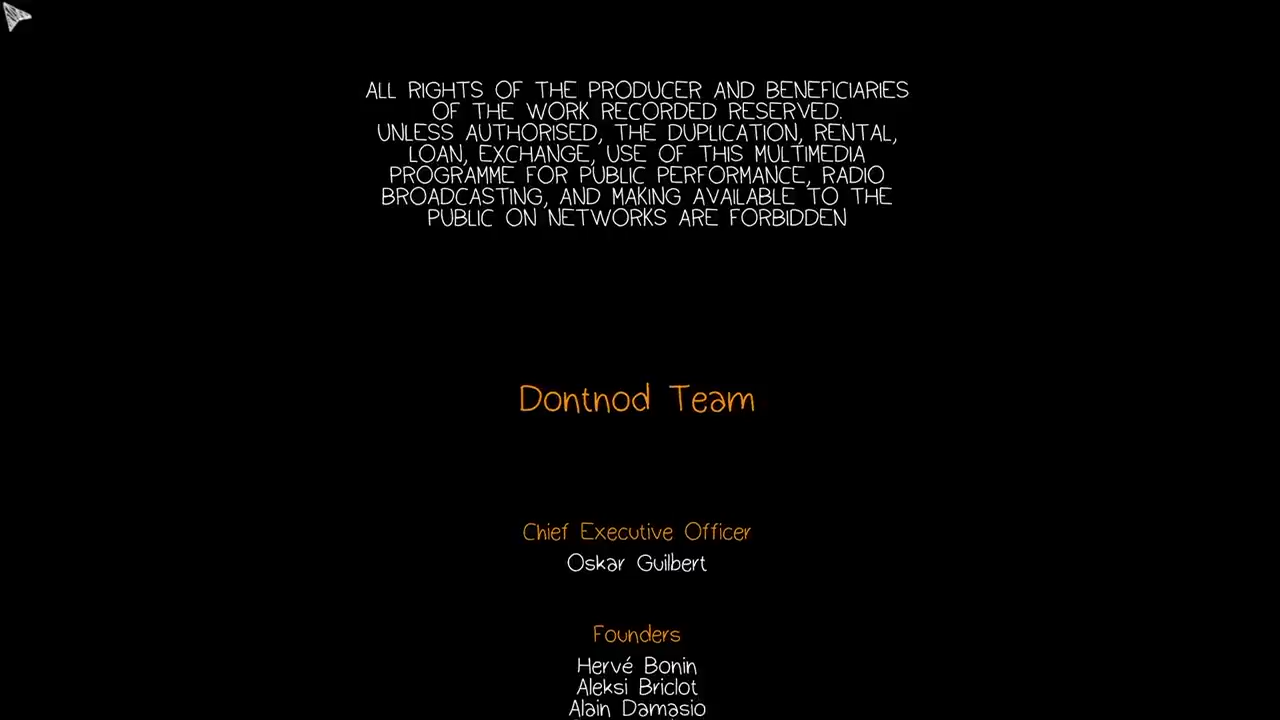 ALL RIGHTS OF THE PRODUCER AND BENEFICIARIES
OF THE WORK RECORDED RESERVED.
UNLESS AUTHORISED, THE DUPLICATION, RENTAL,
LOAN, EXCHANGE, USE OF THIS MULTIMEDIA
PROGRAMME FOR PUBLIC PERFORMANCE, RADIO
BROADCASTING, AND MAKING AVAILABLE TO THE
PUBLIC ON NETWORKS ARE FORBIDDEN
Dontnod Team
Chief Executive Officer
Oskar Guilbert
Founders
Hervé Bonin
Aleksi Briclot
Alain Damasio